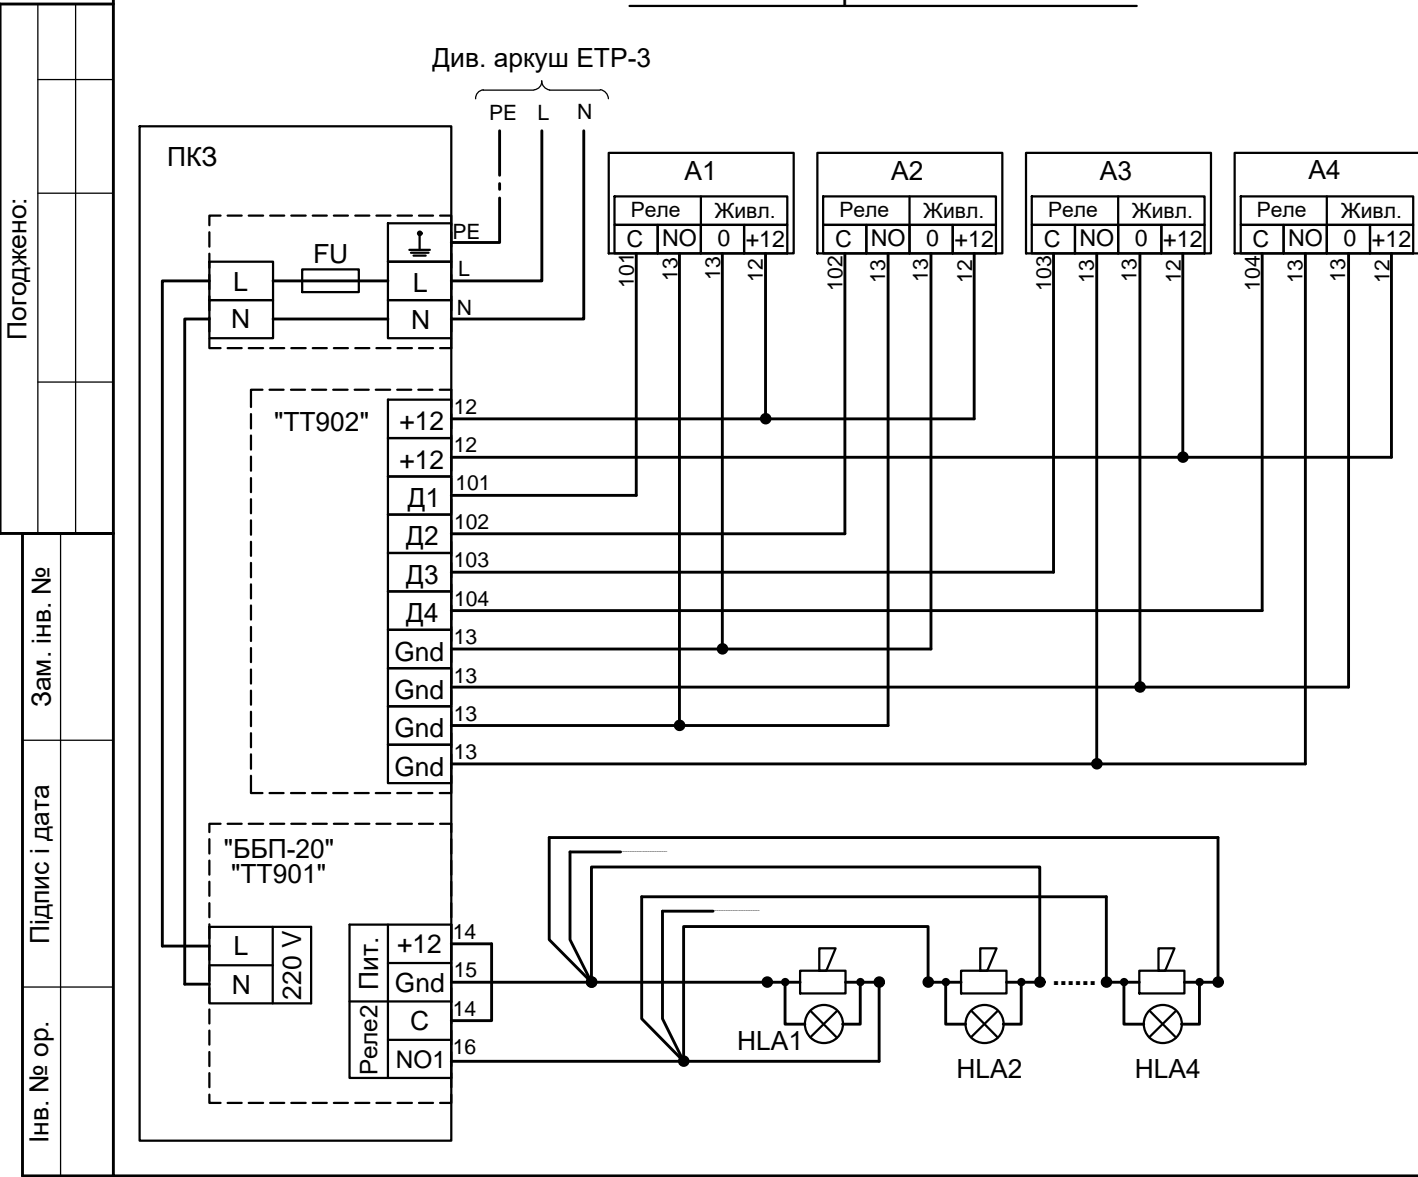 Див. аркуш ЕТР-3
PE L N
ПКЗ
PE
FU
L L L
N N N
"ТТ902"
+12 12
+12 12
Д1 101
Д2 102
Д3 103
Д4 104
Gnd 13
Gnd 13
Gnd 13
Gnd 13
A1
Реле Живл.
C NO 0 +12
101 13 13 12
A2
Реле Живл.
C NO 0 +12
102 13 13 12
A3
Реле Живл.
C NO 0 +12
103 13 13 12
A4
Реле Живл.
C NO 0 +12
104 13 13 12
"ББП-20"
"ТТ901"
L
N
220 V
Пит.
+12 14
Gnd 15
Реле2
C 14
NO1 16
HLA1
HLA2
HLA4
Погоджено:
Зам. інв. №
Підпис і дата
Інв. № ор.